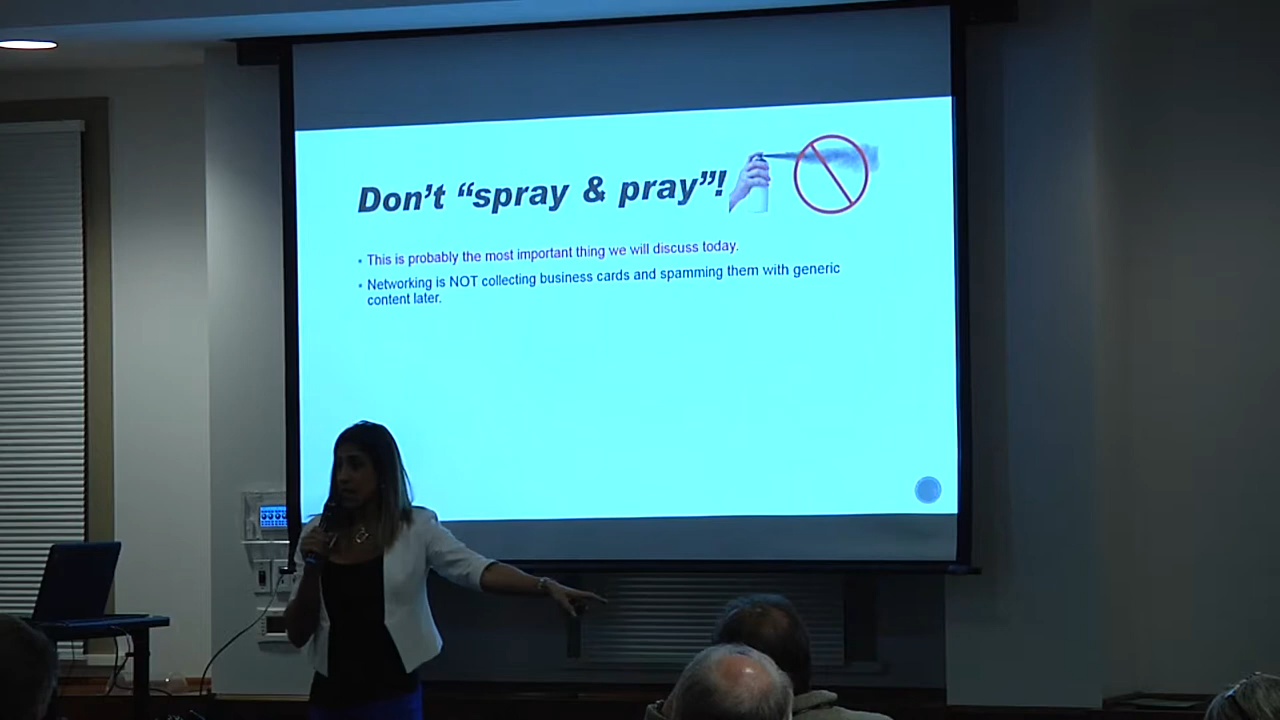 Don't “spray & pray”!
▪ This is probably the most important thing we will discuss today.
▪ Networking is NOT collecting business cards and spamming them with generic
content later.